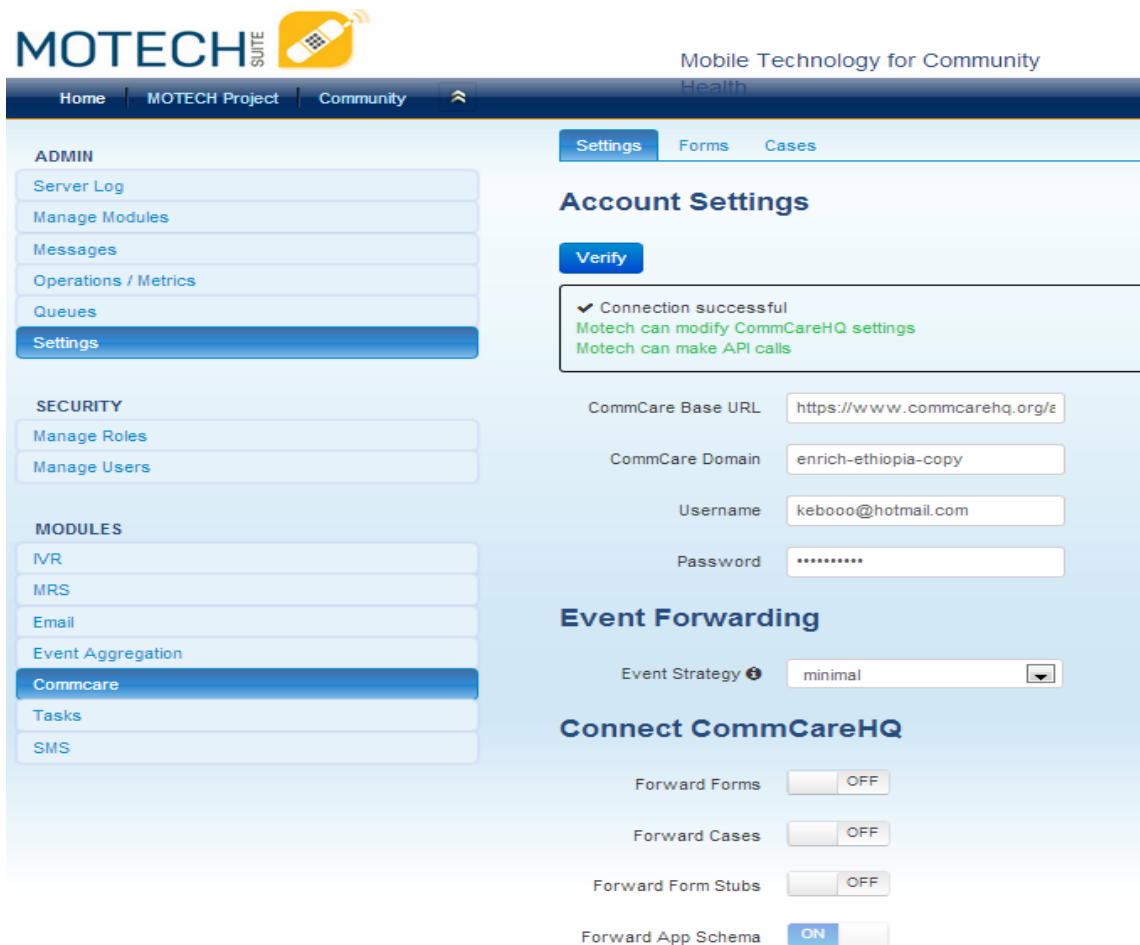 MOTECH SUITE
Mobile Technology for Community
Health
Home MOTECH Project Community
ADMIN
Server Log
Manage Modules
Messages
Operations / Metrics
Queues
Settings
SECURITY
Manage Roles
Manage Users
MODULES
IVR
MRS
Email
Event Aggregation
Commcare
Tasks
SMS
Settings Forms Cases
Account Settings
Verify
✔ Connection successful
Motech can modify CommCareHQ settings
Motech can make API calls
CommCare Base URL https://www.commcarehq.org/a
CommCare Domain enrich-ethiopia-copy
Username kebooo@hotmail.com
Password ••••••••••
Event Forwarding
Event Strategy minimal
Connect CommCareHQ
Forward Forms OFF
Forward Cases OFF
Forward Form Stubs OFF
Forward App Schema ON